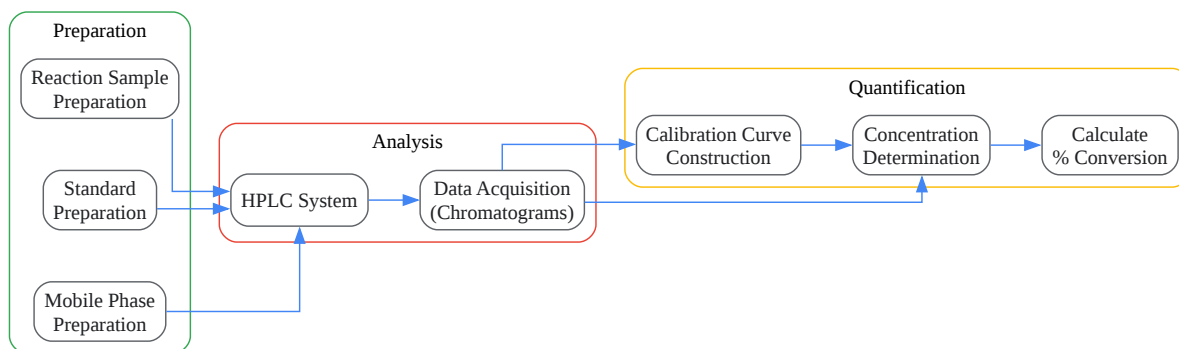 Preparation
Reaction Sample
Preparation
Standard
Preparation
Mobile Phase
Preparation
Analysis
HPLC System
Data Acquisition
(Chromatograms)
Quantification
Calibration Curve
Construction
Concentration
Determination
Calculate
% Conversion